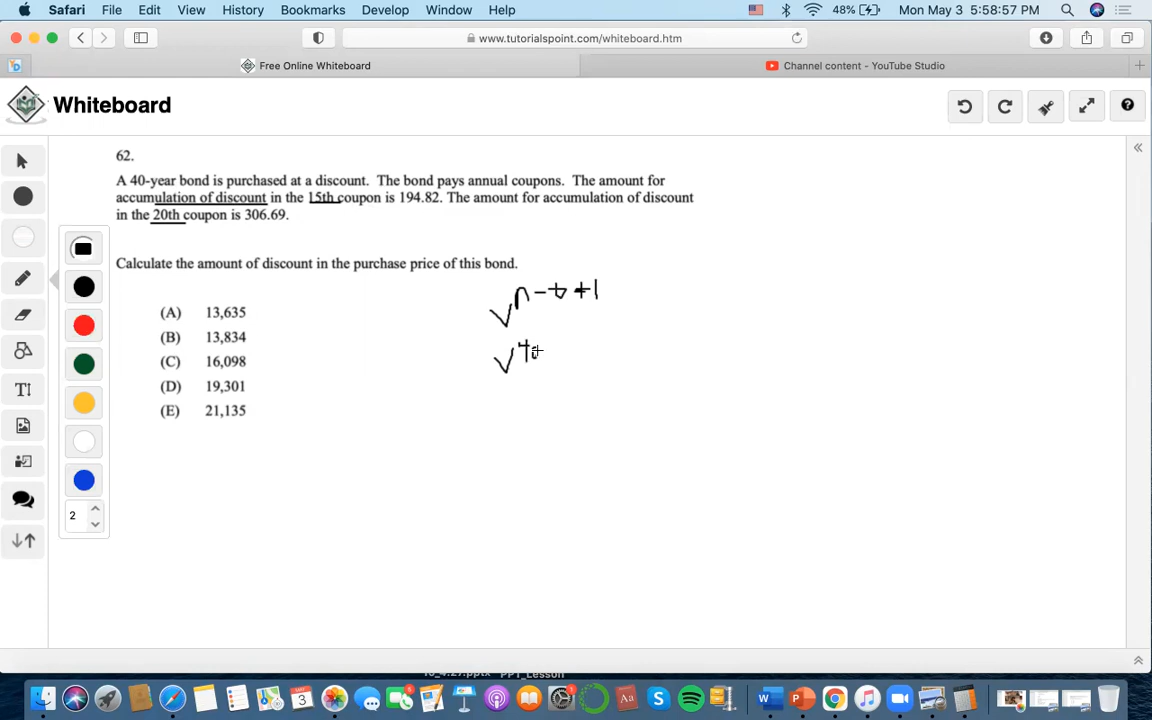 Safari File Edit View History Bookmarks Develop Window Help 48% Mon May 3 5:58:57 PM
www.tutorialspoint.com/whiteboard.htm
Free Online Whiteboard Channel content - YouTube Studio
Whiteboard
62.
A 40-year bond is purchased at a discount. The bond pays annual coupons. The amount for
accumulation of discount in the 15th coupon is 194.82. The amount for accumulation of discount
in the 20th coupon is 306.69.
Calculate the amount of discount in the purchase price of this bond.
v^n-t+1
(A) 13,635
(B) 13,834
v^40
(C) 16,098
(D) 19,301
(E) 21,135
2
PPT_Lesson